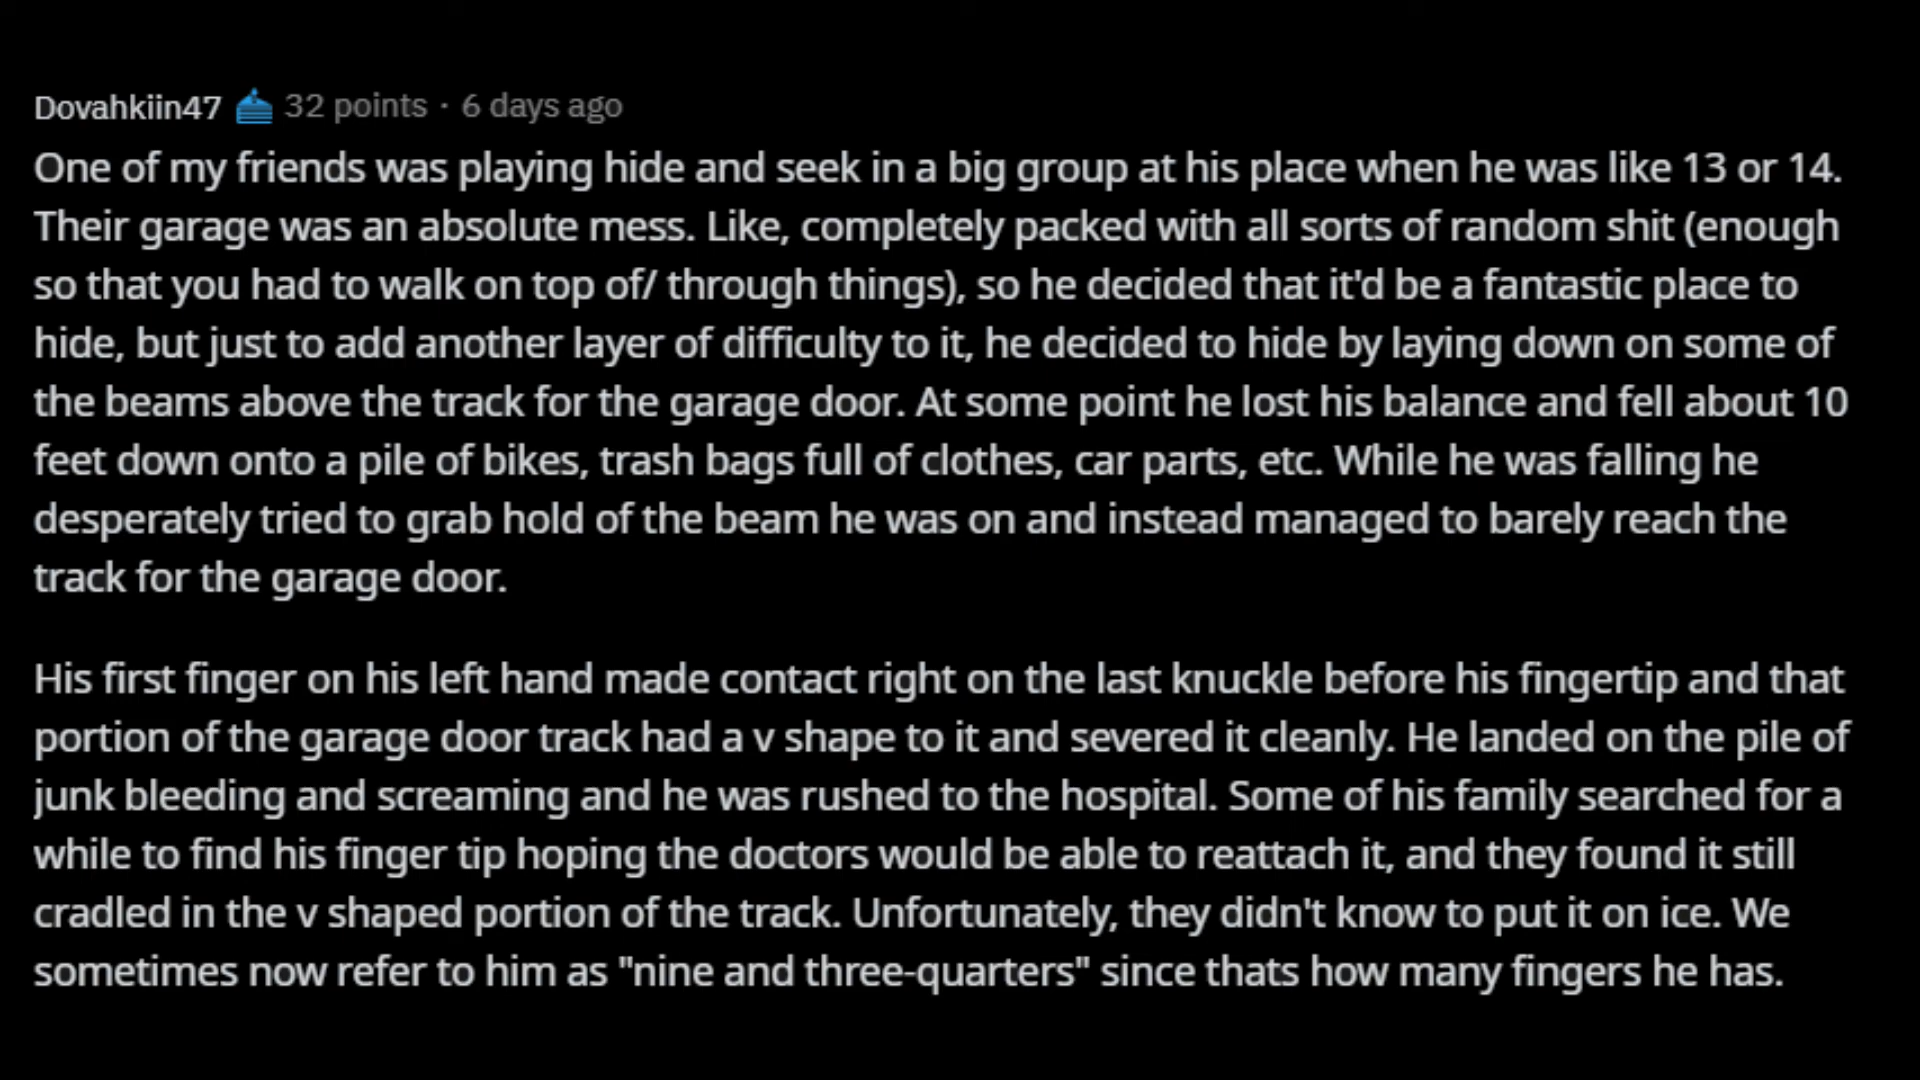 Dovahkiin47 32 points · 6 days ago
One of my friends was playing hide and seek in a big group at his place when he was like 13 or 14.
Their garage was an absolute mess. Like, completely packed with all sorts of random shit (enough
so that you had to walk on top of/ through things), so he decided that it'd be a fantastic place to
hide, but just to add another layer of difficulty to it, he decided to hide by laying down on some of
the beams above the track for the garage door. At some point he lost his balance and fell about 10
feet down onto a pile of bikes, trash bags full of clothes, car parts, etc. While he was falling he
desperately tried to grab hold of the beam he was on and instead managed to barely reach the
track for the garage door.
His first finger on his left hand made contact right on the last knuckle before his fingertip and that
portion of the garage door track had a v shape to it and severed it cleanly. He landed on the pile of
junk bleeding and screaming and he was rushed to the hospital. Some of his family searched for a
while to find his finger tip hoping the doctors would be able to reattach it, and they found it still
cradled in the v shaped portion of the track. Unfortunately, they didn't know to put it on ice. We
sometimes now refer to him as "nine and three-quarters" since thats how many fingers he has.